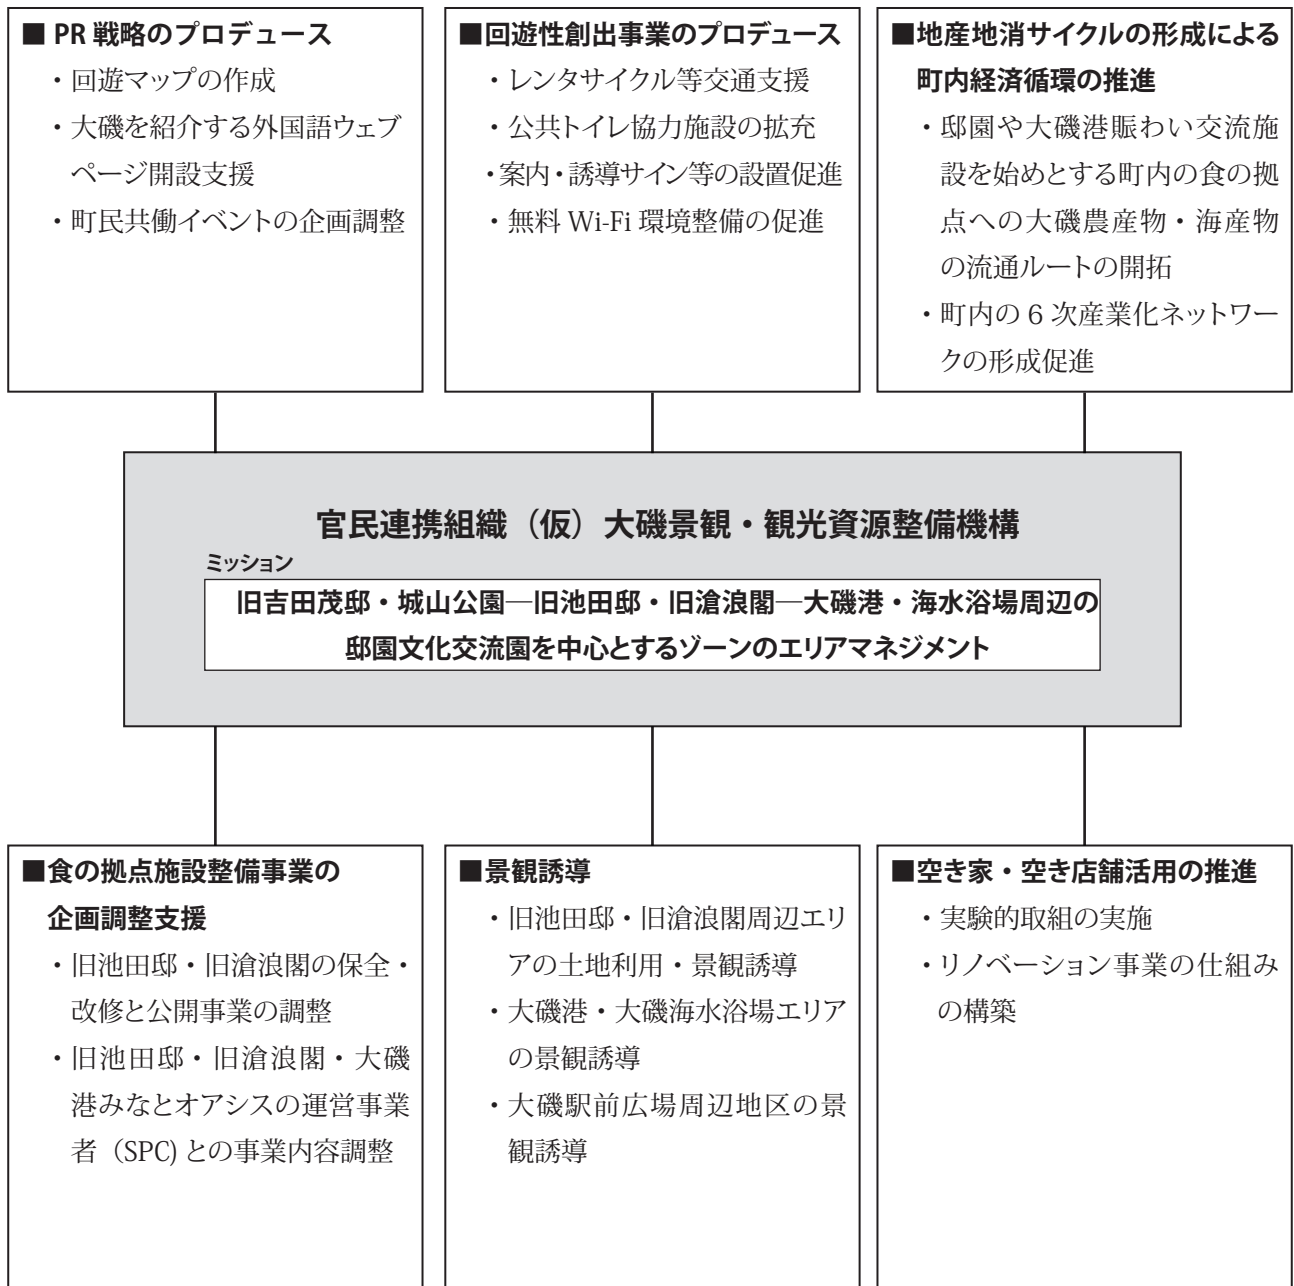 ■ PR 戦略のプロデュース
・回遊マップの作成
・大磯を紹介する外国語ウェブ
ページ開設支援
・町民共働イベントの企画調整
■回遊性創出事業のプロデュース
・レンタサイクル等交通支援
・公共トイレ協力施設の拡充
・案内・誘導サイン等の設置促進
・無料 Wi-Fi 環境整備の促進
■地産地消サイクルの形成による
町内経済循環の推進
・邸園や大磯港賑わい交流施
設を始めとする町内の食の拠
点への大磯農産物・海産物
の流通ルートの開拓
・町内の 6 次産業化ネットワー
クの形成促進
官民連携組織（仮）大磯景観・観光資源整備機構
ミッション
旧吉田茂邸・城山公園―旧池田邸・旧滄浪閣―大磯港・海水浴場周辺の
邸園文化交流園を中心とするゾーンのエリアマネジメント
■食の拠点施設整備事業の
企画調整支援
・旧池田邸・旧滄浪閣の保全・
改修と公開事業の調整
・旧池田邸・旧滄浪閣・大磯
港みなとオアシスの運営事業
者（SPC) との事業内容調整
■景観誘導
・旧池田邸・旧滄浪閣周辺エリ
アの土地利用・景観誘導
・大磯港・大磯海水浴場エリア
の景観誘導
・大磯駅前広場周辺地区の景
観誘導
■空き家・空き店舗活用の推進
・実験的取組の実施
・リノベーション事業の仕組み
の構築